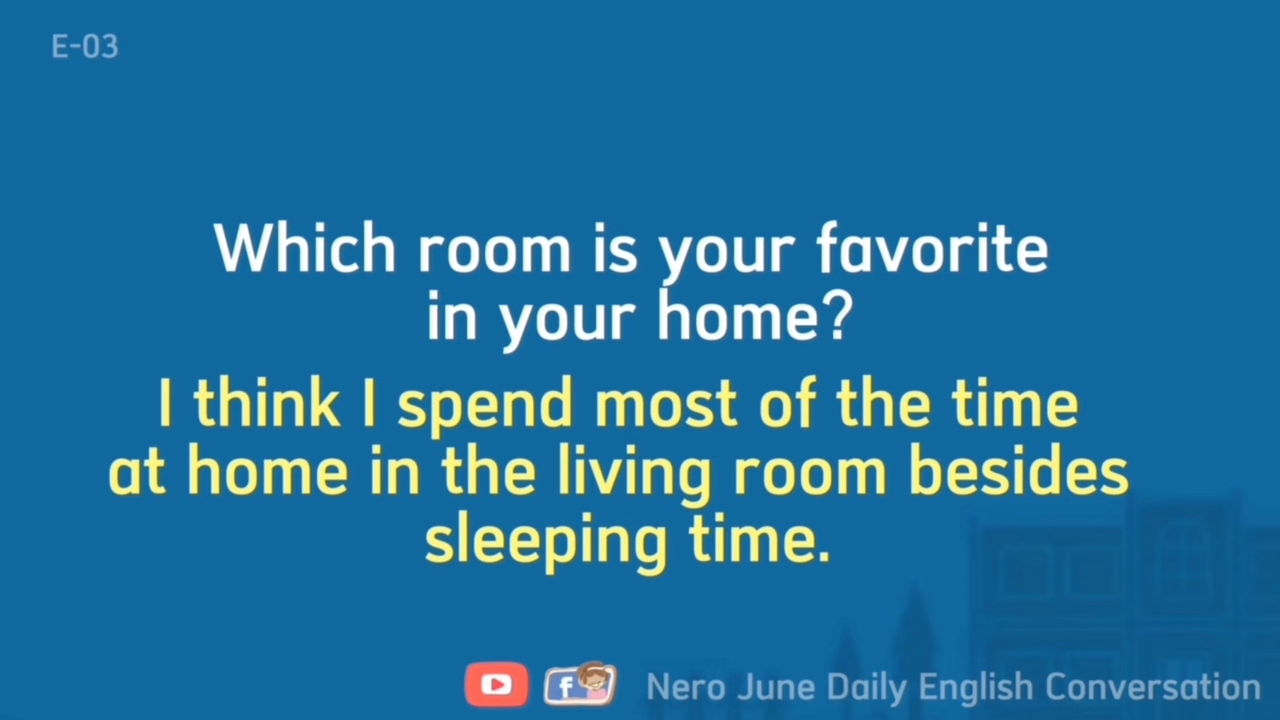 E-03
Which room is your favorite
in your home?
I think I spend most of the time
at home in the living room besides
sleeping time.
f Nero June Daily English Conversation